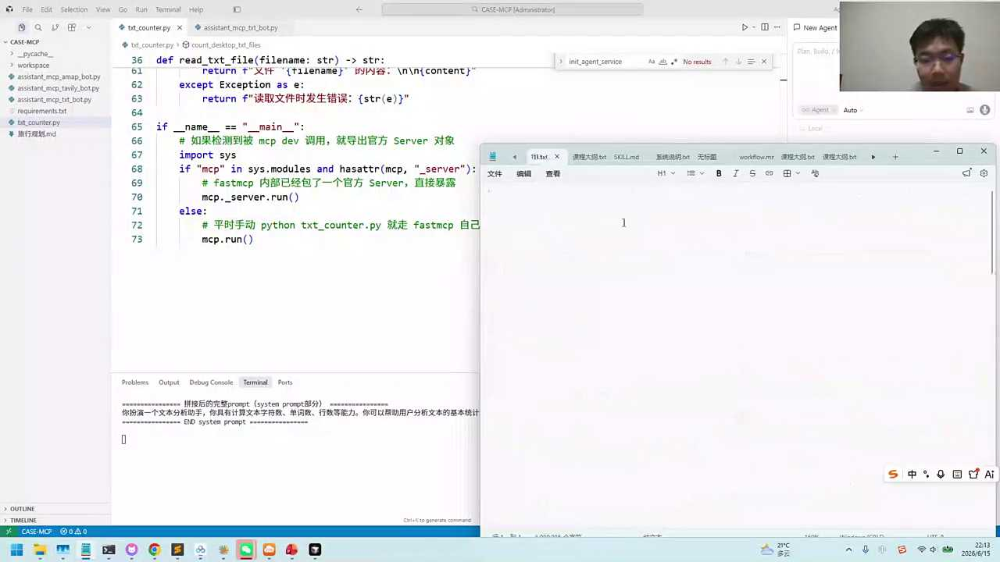 File Edit Selection View Go Run Terminal Help
CASE-MCP [Administrator]
CASE-MCP
__pycache__
workspace
assistant_mcp_amap_bot.py
assistant_mcp_tavily_bot.py
assistant_mcp_txt_bot.py
requirements.txt
txt_counter.py
旅行规划.md
OUTLINE
TIMELINE
txt_counter.py
assistant_mcp_txt_bot.py
txt_counter.py > count_desktop_txt_files
init_agent_service
No results
36 def read_txt_file(filename: str) -> str:
61 return f"文件 '{filename}' 的内容：\n\n{content}"
62 except Exception as e:
63 return f"读取文件时发生错误：{str(e)}"
64
65 if __name__ == "__main__":
66 # 如果检测到被 mcp dev 调用，就导出官方 Server 对象
67 import sys
68 if "mcp" in sys.modules and hasattr(mcp, "_server"):
69 # fastmcp 内部已经包了一个官方 Server，直接暴露
70 mcp._server.run()
71 else:
72 # 平时手动 python txt_counter.py 就走 fastmcp 自己
73 mcp.run()
Problems Output Debug Console Terminal Ports
=============== 拼接后的完整prompt（system prompt部分） ===============
你扮演一个文本分析助手，你具有计算文本字符数、单词数、行数等能力。你可以帮助用户分析文本的基本统计
=============== END system prompt ===============
Ctrl+K to generate command
CASE-MCP 0 0
New Agent
Plan, Build, /
Agent Auto
Local
课程大纲.txt SKILL.md 系统说明.txt 无标题 课程大纲.txt 课程大纲.txt
文件 编辑 查看
H1 B I S
中
21°C
多云
22:13
2026/6/15